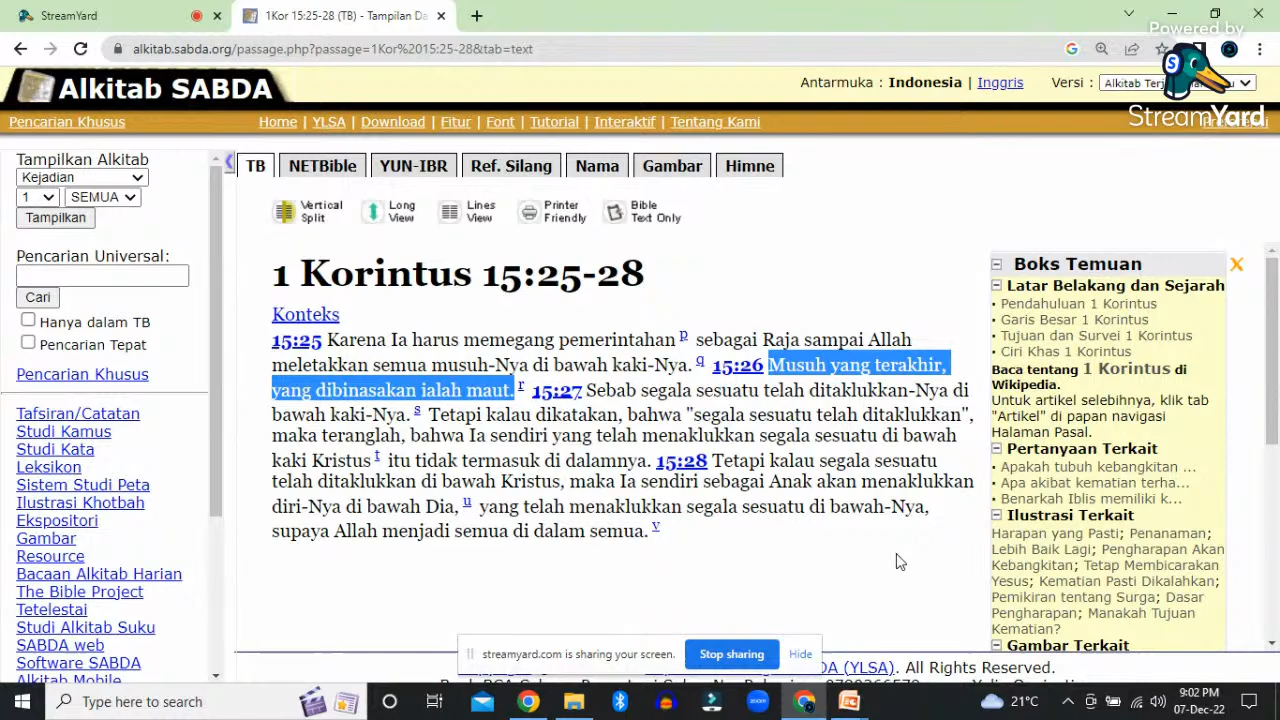 StreamYard
1Kor 15:25-28 (TB) - Tampilan Da
Powered by
alkitab.sabda.org/passage.php?passage=1Kor%2015:25-28&tab=text
StreamYard
Alkitab SABDA
Antarmuka : Indonesia | Inggris
Versi :
Pencarian Khusus
Home | YLSA | Download | Fitur | Font | Tutorial | Interaktif | Tentang Kami
Tampilkan Alkitab
Kejadian
1 SEMUA
Tampilkan
Pencarian Universal:
Cari
Hanya dalam TB
Pencarian Tepat
Pencarian Khusus
Tafsiran/Catatan
Studi Kamus
Studi Kata
Leksikon
Sistem Studi Peta
Ilustrasi Khotbah
Ekspositori
Gambar
Resource
Bacaan Alkitab Harian
The Bible Project
Tetelestai
Studi Alkitab Suku
SABDA web
Software SABDA
Alkitab Mobile
TB NETBible YUN-IBR Ref. Silang Nama Gambar Himne
Vertical Split
Long View
Lines View
Printer Friendly
Bible Text Only
1 Korintus 15:25-28
Konteks
15:25 Karena Ia harus memegang pemerintahan p sebagai Raja sampai Allah
meletakkan semua musuh-Nya di bawah kaki-Nya. q 15:26 Musuh yang terakhir,
yang dibinasakan ialah maut. r 15:27 Sebab segala sesuatu telah ditaklukkan-Nya di
bawah kaki-Nya. s Tetapi kalau dikatakan, bahwa "segala sesuatu telah ditaklukkan",
maka teranglah, bahwa Ia sendiri yang telah menaklukkan segala sesuatu di bawah
kaki Kristus t itu tidak termasuk di dalamnya. 15:28 Tetapi kalau segala sesuatu
telah ditaklukkan di bawah Kristus, maka Ia sendiri sebagai Anak akan menaklukkan
diri-Nya di bawah Dia, u yang telah menaklukkan segala sesuatu di bawah-Nya,
supaya Allah menjadi semua di dalam semua. v
Boks Temuan
Latar Belakang dan Sejarah
• Pendahuluan 1 Korintus
• Garis Besar 1 Korintus
• Tujuan dan Survei 1 Korintus
• Ciri Khas 1 Korintus
Baca tentang 1 Korintus di
Wikipedia.
Untuk artikel selebihnya, klik tab
"Artikel" di papan navigasi
Halaman Pasal.
Pertanyaan Terkait
• Apakah tubuh kebangkitan ...
• Apa akibat kematian terha...
• Benarkah Iblis memiliki k...
Ilustrasi Terkait
Harapan yang Pasti; Penanaman;
Lebih Baik Lagi; Pengharapan Akan
Kebangkitan; Tetap Membicarakan
Yesus; Kematian Pasti Dikalahkan;
Pemikiran tentang Surga; Dasar
Pengharapan; Manakah Tujuan
Kematian?
Gambar Terkait
streamyard.com is sharing your screen. Stop sharing Hide
(YLSA). All Rights Reserved.
Type here to search
zoom
21°C
9:02 PM
07-Dec-22